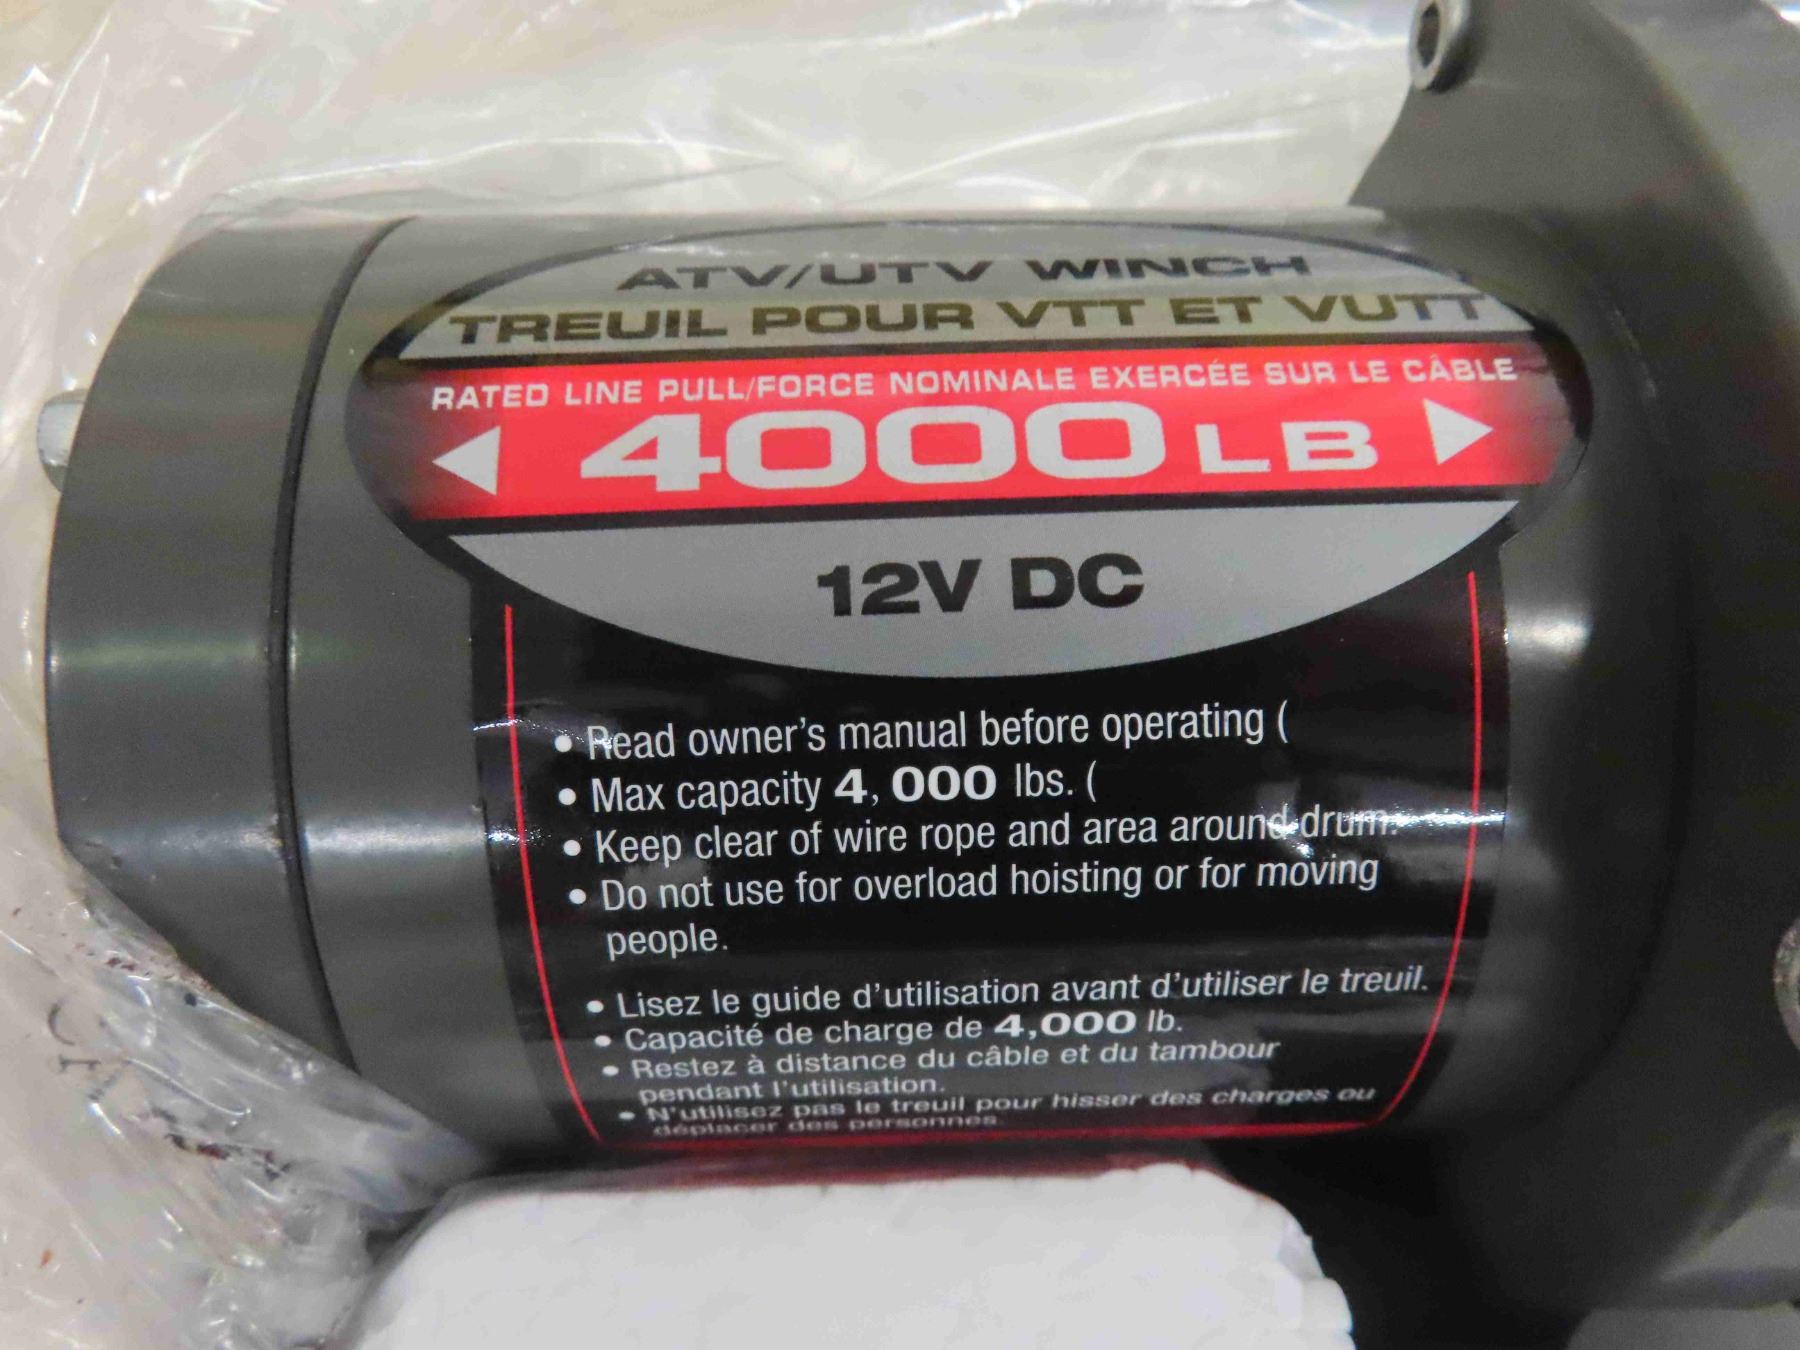 ATV/UTV WINCH
TREUIL POUR VTT ET VUTT
RATED LINE PULL/FORCE NOMINALE EXERCÉE SUR LE CÂBLE
4000 LB
12V DC
• Read owner's manual before operating (
• Max capacity 4, 000 lbs. (
• Keep clear of wire rope and area around drum.
• Do not use for overload hoisting or for moving
people.
• Lisez le guide d'utilisation avant d'utiliser le treuil.
• Capacité de charge de 4,000 lb.
• Restez à distance du câble et du tambour
pendant l'utilisation.
• N'utilisez pas le treuil pour hisser des charges ou
déplacer des personnes.